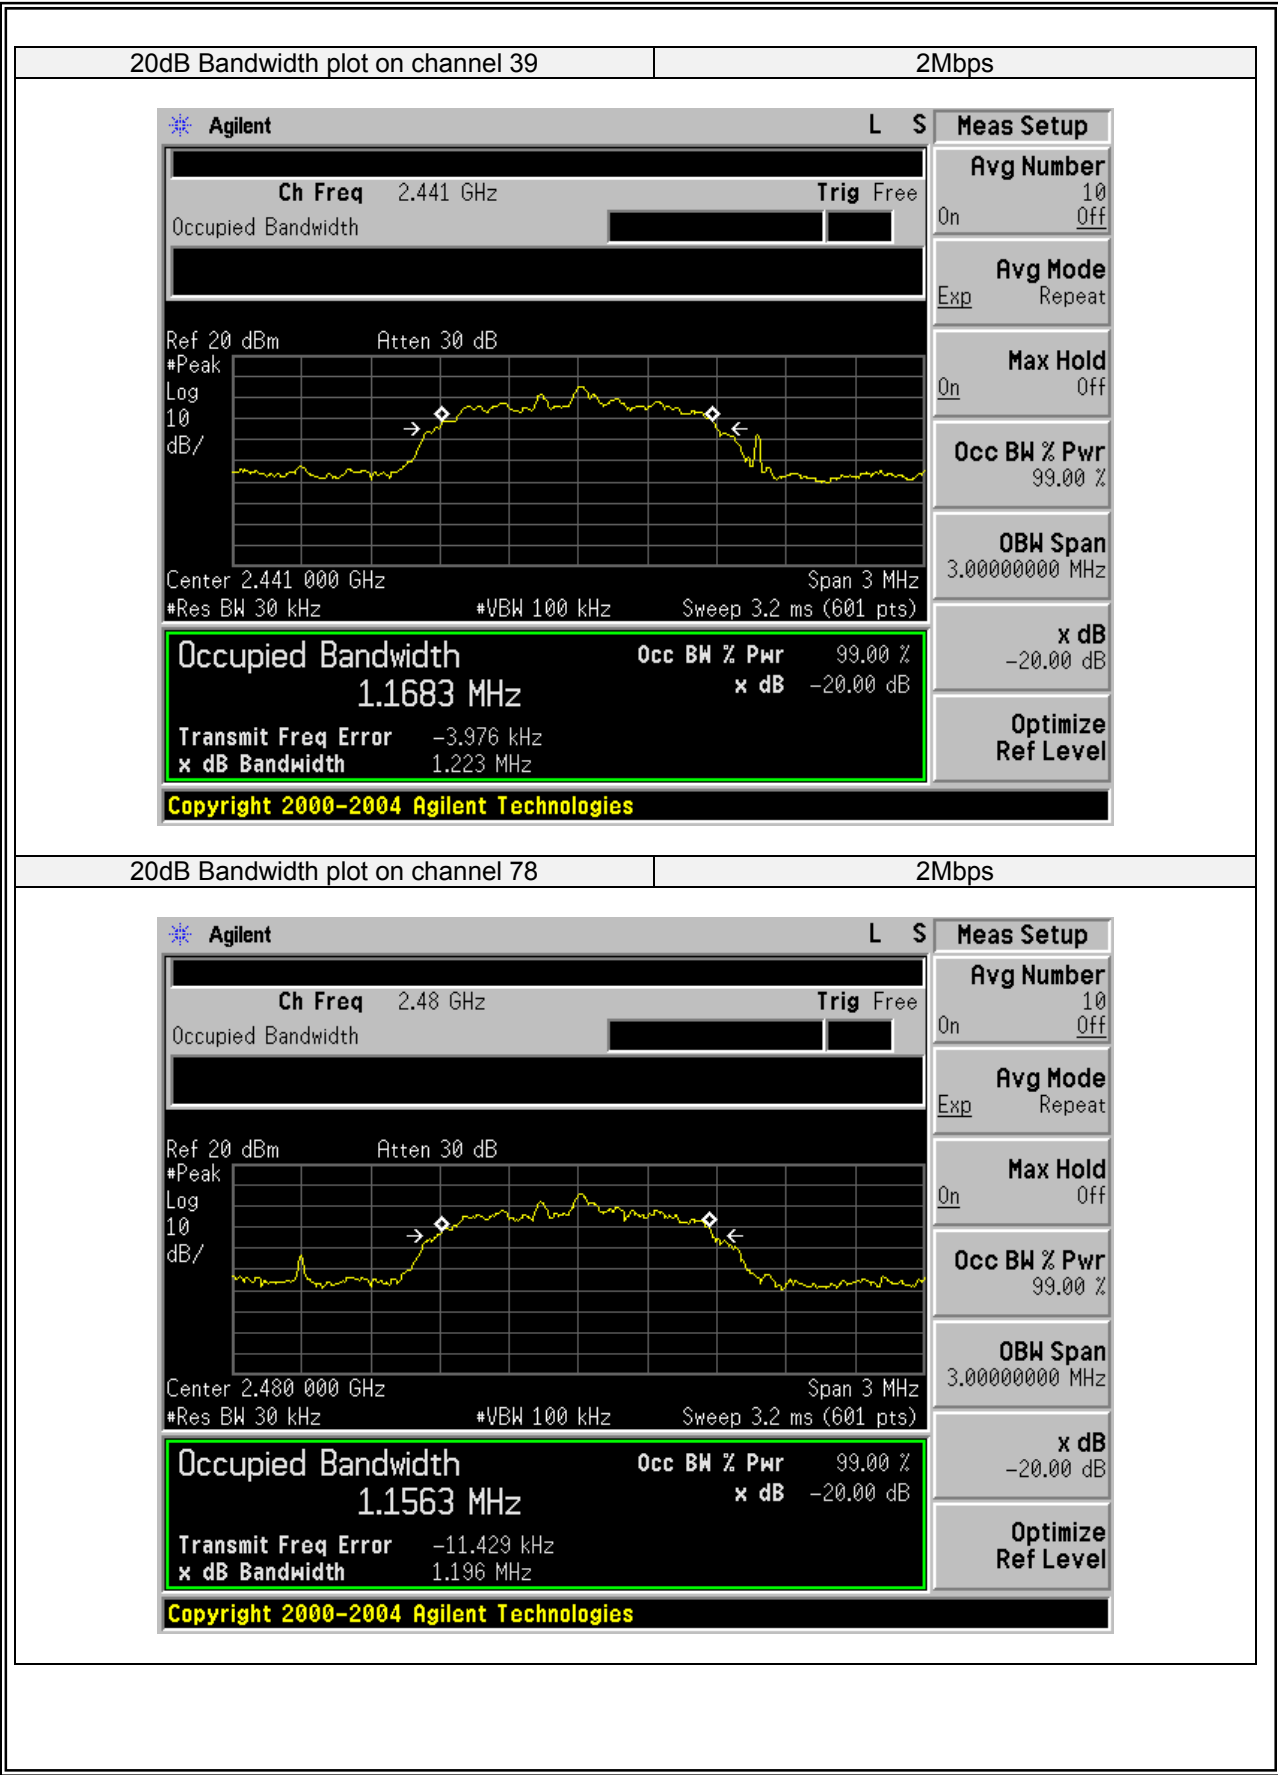 20dB Bandwidth plot on channel 39 2Mbps
Agilent L S Meas Setup
Ch Freq 2.441 GHz Trig Free
Occupied Bandwidth
Avg Number
10
On Off
Avg Mode
Exp Repeat
Ref 20 dBm Atten 30 dB
#Peak
Log
10
dB/
Max Hold
On Off
Occ BW % Pwr
99.00 %
OBW Span
3.00000000 MHz
Center 2.441 000 GHz Span 3 MHz
#Res BW 30 kHz #VBW 100 kHz Sweep 3.2 ms (601 pts)
Occupied Bandwidth Occ BW % Pwr 99.00 %
1.1683 MHz x dB -20.00 dB
Transmit Freq Error -3.976 kHz
x dB Bandwidth 1.223 MHz
x dB
-20.00 dB
Optimize
Ref Level
Copyright 2000-2004 Agilent Technologies
20dB Bandwidth plot on channel 78 2Mbps
Agilent L S Meas Setup
Ch Freq 2.48 GHz Trig Free
Occupied Bandwidth
Avg Number
10
On Off
Avg Mode
Exp Repeat
Ref 20 dBm Atten 30 dB
#Peak
Log
10
dB/
Max Hold
On Off
Occ BW % Pwr
99.00 %
OBW Span
3.00000000 MHz
Center 2.480 000 GHz Span 3 MHz
#Res BW 30 kHz #VBW 100 kHz Sweep 3.2 ms (601 pts)
Occupied Bandwidth Occ BW % Pwr 99.00 %
1.1563 MHz x dB -20.00 dB
Transmit Freq Error -11.429 kHz
x dB Bandwidth 1.196 MHz
x dB
-20.00 dB
Optimize
Ref Level
Copyright 2000-2004 Agilent Technologies